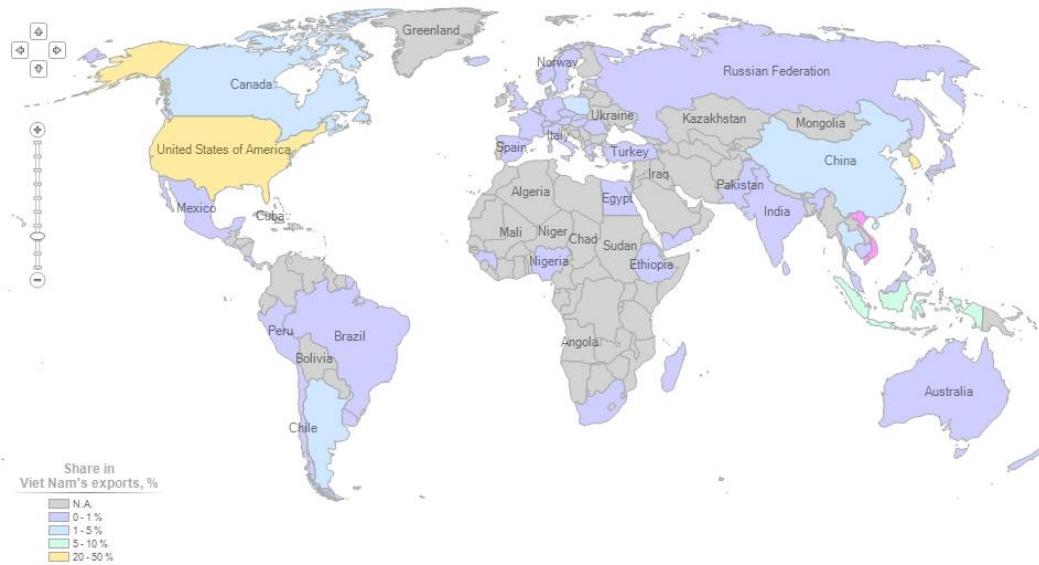 Greenland
Norway
Russian Federation
Canada
Ukraine
Kazakhstan
Mongolia
Italy
United States of America
Spain
Turkey
China
Iraq
Algeria
Pakistan
Mexico
Egypt
India
Cuba
Mali
Niger
Chad
Sudan
Nigeria
Ethiopia
Peru
Brazil
Angola
Bolivia
Australia
Chile
Share in
Viet Nam's exports, %
N.A.
0 - 1 %
1 - 5 %
5 - 10 %
20 - 50 %